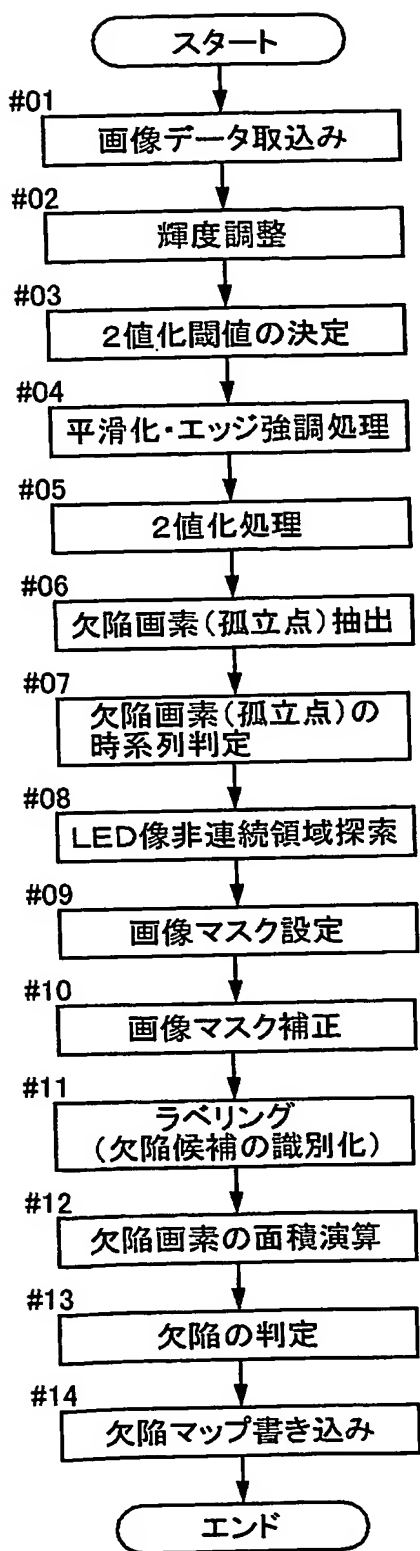 スタート
#01
画像データ取込み
#02
輝度調整
#03
2値化閾値の決定
#04
平滑化・エッジ強調処理
#05
2値化処理
#06
欠陥画素(孤立点)抽出
#07
欠陥画素(孤立点)の
時系列判定
#08
LED像非連続領域探索
#09
画像マスク設定
#10
画像マスク補正
#11
ラベリング
(欠陥候補の識別化)
#12
欠陥画素の面積演算
#13
欠陥の判定
#14
欠陥マップ書き込み
エンド